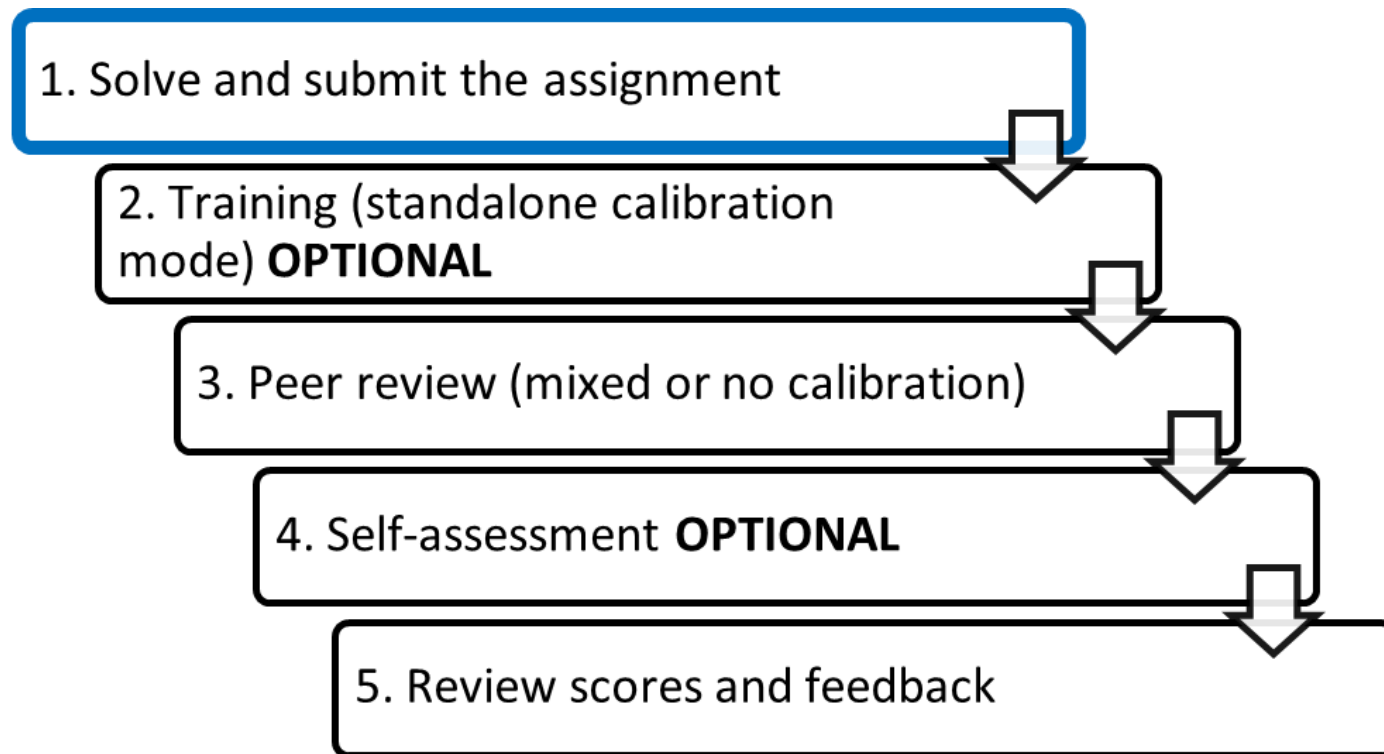 1. Solve and submit the assignment
2. Training (standalone calibration
mode) OPTIONAL
3. Peer review (mixed or no calibration)
4. Self-assessment OPTIONAL
5. Review scores and feedback